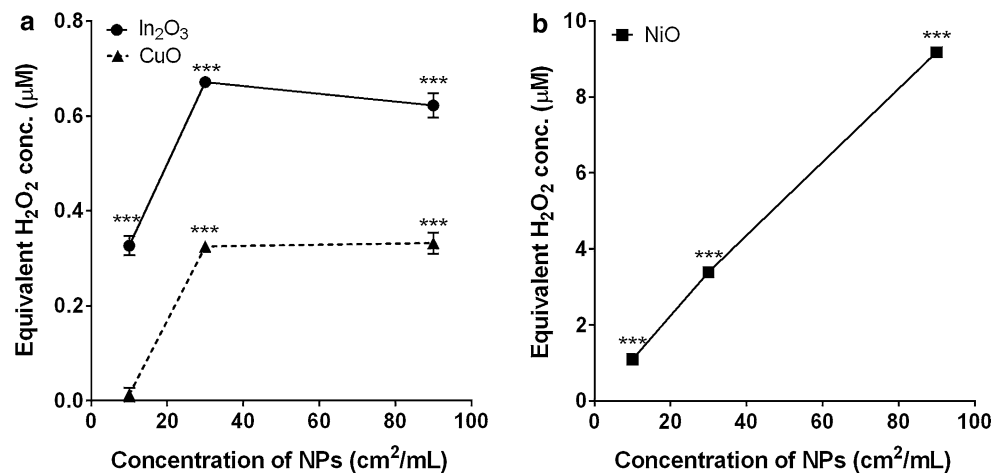 a
In₂O₃
CuO
Equivalent H₂O₂ conc. (μM)
0.8
0.6
0.4
0.2
0.0
***
***
***
***
***
0 20 40 60 80 100
Concentration of NPs (cm²/mL)
b
NiO
Equivalent H₂O₂ conc. (μM)
10
8
6
4
2
0
***
***
***
0 20 40 60 80 100
Concentration of NPs (cm²/mL)